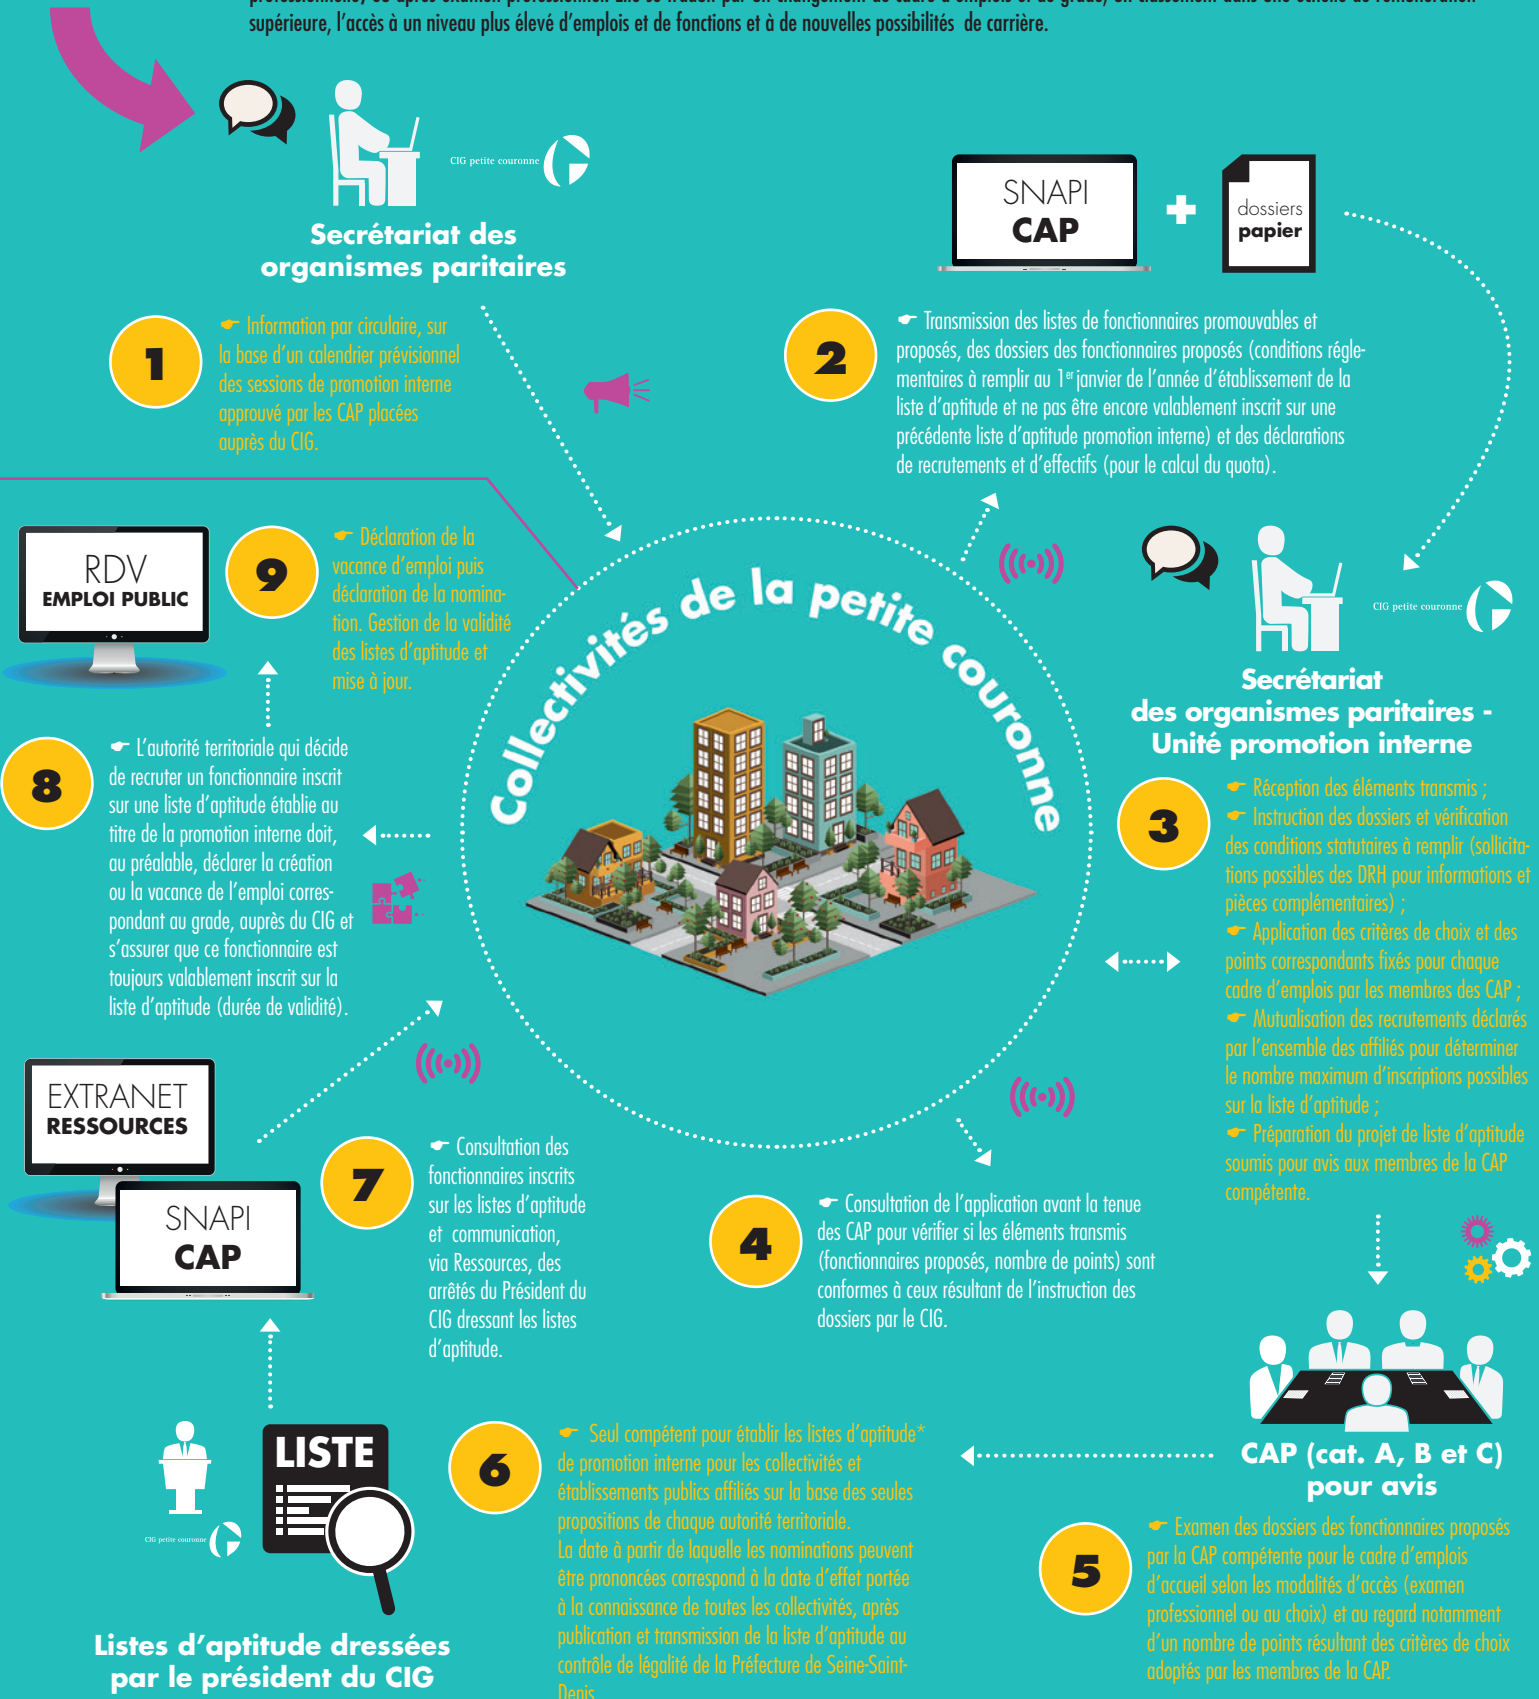 supérieure, l’accès à un niveau plus élevé d’emplois et de fonctions et à de nouvelles possibilités de carrière.
CIG petite couronne
Secrétariat des
organismes paritaires
1
☛ Information par circulaire, sur
la base d’un calendrier prévisionnel
des sessions de promotion interne
approuvé par les CAP placées
auprès du CIG.
SNAPI
CAP
+
dossiers
papier
2
☛ Transmission des listes de fonctionnaires promouvables et
proposés, des dossiers des fonctionnaires proposés (conditions régle-
mentaires à remplir au 1er janvier de l’année d’établissement de la
liste d’aptitude et ne pas être encore valablement inscrit sur une
précédente liste d’aptitude promotion interne) et des déclarations
de recrutements et d’effectifs (pour le calcul du quota).
RDV
EMPLOI PUBLIC
9
☛ Déclaration de la
vacance d’emploi puis
déclaration de la nomina-
tion. Gestion de la validité
des listes d’aptitude et
mise à jour.
Collectivités de la petite couronne
CIG petite couronne
Secrétariat
des organismes paritaires -
Unité promotion interne
3
☛ Réception des éléments transmis ;
☛ Instruction des dossiers et vérification
des conditions statutaires à remplir (sollicita-
tions possibles des DRH pour informations et
pièces complémentaires) ;
☛ Application des critères de choix et des
points correspondants fixés pour chaque
cadre d’emplois par les membres des CAP ;
☛ Mutualisation des recrutements déclarés
par l’ensemble des affiliés pour déterminer
le nombre maximum d’inscriptions possibles
sur la liste d’aptitude ;
☛ Préparation du projet de liste d’aptitude
soumis pour avis aux membres de la CAP
compétente.
8
☛ L’autorité territoriale qui décide
de recruter un fonctionnaire inscrit
sur une liste d’aptitude établie au
titre de la promotion interne doit,
au préalable, déclarer la création
ou la vacance de l’emploi corres-
pondant au grade, auprès du CIG et
s’assurer que ce fonctionnaire est
toujours valablement inscrit sur la
liste d’aptitude (durée de validité).
EXTRANET
RESSOURCES
SNAPI
CAP
7
☛ Consultation des
fonctionnaires inscrits
sur les listes d’aptitude
et communication,
via Ressources, des
arrêtés du Président du
CIG dressant les listes
d’aptitude.
4
☛ Consultation de l’application avant la tenue
des CAP pour vérifier si les éléments transmis
(fonctionnaires proposés, nombre de points) sont
conformes à ceux résultant de l’instruction des
dossiers par le CIG.
CAP (cat. A, B et C)
pour avis
5
☛ Examen des dossiers des fonctionnaires proposés
par la CAP compétente pour le cadre d’emplois
d’accueil selon les modalités d’accès (examen
professionnel ou au choix) et au regard notamment
d’un nombre de points résultant des critères de choix
adoptés par les membres de la CAP.
6
☛ Seul compétent pour établir les listes d’aptitude*
de promotion interne pour les collectivités et
établissements publics affiliés sur la base des seules
propositions de chaque autorité territoriale.
La date à partir de laquelle les nominations peuvent
être prononcées correspond à la date d’effet portée
à la connaissance de toutes les collectivités, après
publication et transmission de la liste d’aptitude au
contrôle de légalité de la Préfecture de Seine-Saint-
Denis
LISTE
CIG petite couronne
Listes d’aptitude dressées
par le président du CIG